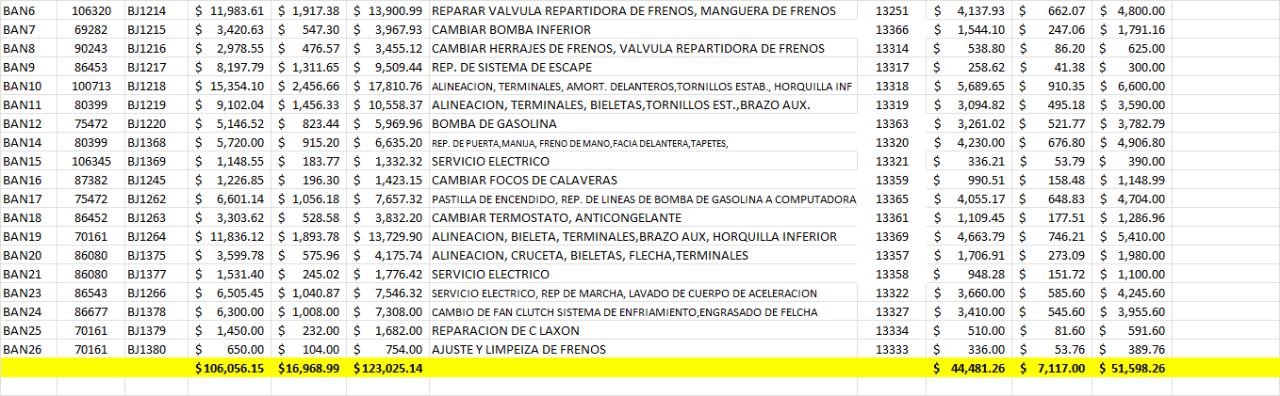 BAN6 106320 BJ1214 $ 11,983.61 $ 1,917.38 $ 13,900.99 REPARAR VALVULA REPARTIDORA DE FRENOS, MANGUERA DE FRENOS 13251 $ 4,137.93 $ 662.07 $ 4,800.00
BAN7 69282 BJ1215 $ 3,420.63 $ 547.30 $ 3,967.93 CAMBIAR BOMBA INFERIOR 13366 $ 1,544.10 $ 247.06 $ 1,791.16
BAN8 90243 BJ1216 $ 2,978.55 $ 476.57 $ 3,455.12 CAMBIAR HERRAJES DE FRENOS, VALVULA REPARTIDORA DE FRENOS 13314 $ 538.80 $ 86.20 $ 625.00
BAN9 86453 BJ1217 $ 8,197.79 $ 1,311.65 $ 9,509.44 REP. DE SISTEMA DE ESCAPE 13317 $ 258.62 $ 41.38 $ 300.00
BAN10 100713 BJ1218 $ 15,354.10 $ 2,456.66 $ 17,810.76 ALINEACION, TERMINALES, AMORT. DELANTEROS,TORNILLOS ESTAB., HORQUILLA INF 13318 $ 5,689.65 $ 910.35 $ 6,600.00
BAN11 80399 BJ1219 $ 9,102.04 $ 1,456.33 $ 10,558.37 ALINEACION, TERMINALES, BIELETAS,TORNILLOS EST.,BRAZO AUX. 13319 $ 3,094.82 $ 495.18 $ 3,590.00
BAN12 75472 BJ1220 $ 5,146.52 $ 823.44 $ 5,969.96 BOMBA DE GASOLINA 13363 $ 3,261.02 $ 521.77 $ 3,782.79
BAN14 80399 BJ1368 $ 5,720.00 $ 915.20 $ 6,635.20 REP. DE PUERTA,MANIJA, FRENO DE MANO,FACIA DELANTERA,TAPETES, 13320 $ 4,230.00 $ 676.80 $ 4,906.80
BAN15 106345 BJ1369 $ 1,148.55 $ 183.77 $ 1,332.32 SERVICIO ELECTRICO 13321 $ 336.21 $ 53.79 $ 390.00
BAN16 87382 BJ1245 $ 1,226.85 $ 196.30 $ 1,423.15 CAMBIAR FOCOS DE CALAVERAS 13359 $ 990.51 $ 158.48 $ 1,148.99
BAN17 75472 BJ1262 $ 6,601.14 $ 1,056.18 $ 7,657.32 PASTILLA DE ENCENDIDO, REP. DE LINEAS DE BOMBA DE GASOLINA A COMPUTADORA 13365 $ 4,055.17 $ 648.83 $ 4,704.00
BAN18 86452 BJ1263 $ 3,303.62 $ 528.58 $ 3,832.20 CAMBIAR TERMOSTATO, ANTICONGELANTE 13361 $ 1,109.45 $ 177.51 $ 1,286.96
BAN19 70161 BJ1264 $ 11,836.12 $ 1,893.78 $ 13,729.90 ALINEACION, BIELETA, TERMINALES,BRAZO AUX, HORQUILLA INFERIOR 13369 $ 4,663.79 $ 746.21 $ 5,410.00
BAN20 86080 BJ1375 $ 3,599.78 $ 575.96 $ 4,175.74 ALINEACION, CRUCETA, BIELETAS, FLECHA,TERMINALES 13357 $ 1,706.91 $ 273.09 $ 1,980.00
BAN21 86080 BJ1377 $ 1,531.40 $ 245.02 $ 1,776.42 SERVICIO ELECTRICO 13358 $ 948.28 $ 151.72 $ 1,100.00
BAN23 86543 BJ1266 $ 6,505.45 $ 1,040.87 $ 7,546.32 SERVICIO ELECTRICO, REP DE MARCHA, LAVADO DE CUERPO DE ACELERACION 13322 $ 3,660.00 $ 585.60 $ 4,245.60
BAN24 86677 BJ1378 $ 6,300.00 $ 1,008.00 $ 7,308.00 CAMBIO DE FAN CLUTCH SISTEMA DE ENFRIAMIENTO,ENGRASADO DE FELCHA 13327 $ 3,410.00 $ 545.60 $ 3,955.60
BAN25 70161 BJ1379 $ 1,450.00 $ 232.00 $ 1,682.00 REPARACION DE C LAXON 13334 $ 510.00 $ 81.60 $ 591.60
BAN26 70161 BJ1380 $ 650.00 $ 104.00 $ 754.00 AJUSTE Y LIMPEIZA DE FRENOS 13333 $ 336.00 $ 53.76 $ 389.76
$106,056.15 $16,968.99 $123,025.14 $ 44,481.26 $ 7,117.00 $ 51,598.26